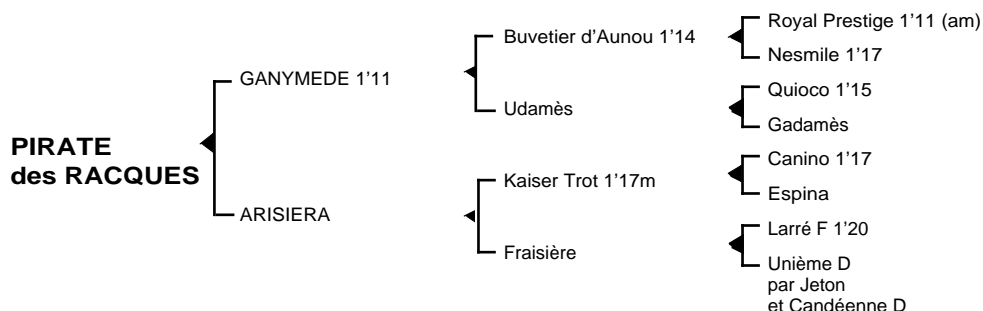 PIRATE
des RACQUES
GANYMEDE 1'11
ARISIERA
Buvetier d'Aunou 1'14
Udamès
Kaiser Trot 1'17m
Fraisière
Royal Prestige 1'11 (am)
Nesmile 1'17
Quioco 1'15
Gadamès
Canino 1'17
Espina
Larré F 1'20
Unième D
par Jeton
et Candéenne D